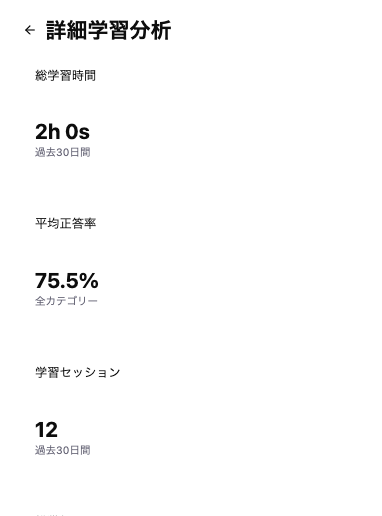 詳細学習分析
総学習時間
2h 0s
過去30日間
平均正答率
75.5%
全カテゴリー
学習セッション
12
過去30日間